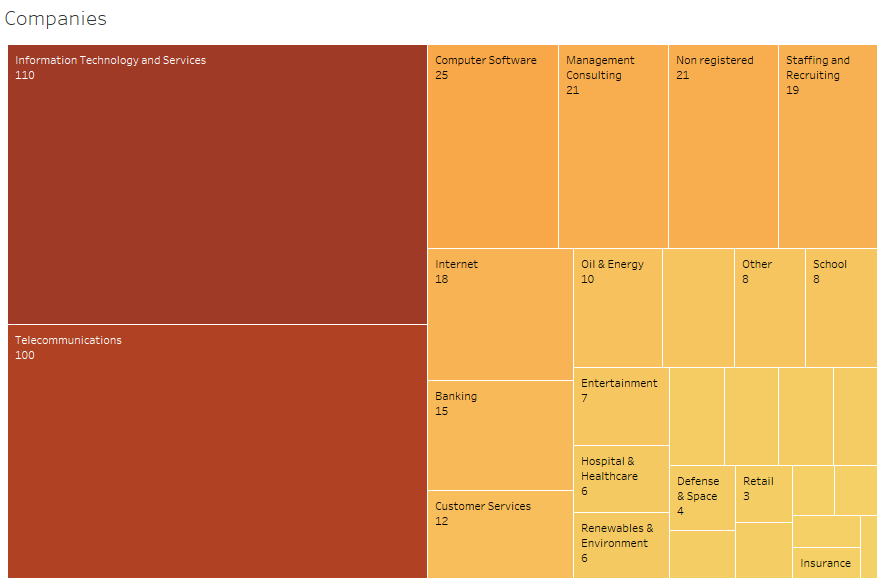 Companies
Information Technology and Services
110
Telecommunications
100
Computer Software
25
Management
Consulting
21
Non registered
21
Staffing and
Recruiting
19
Internet
18
Banking
15
Customer Services
12
Oil & Energy
10
Other
8
School
8
Entertainment
7
Hospital &
Healthcare
6
Renewables &
Environment
6
Defense
& Space
4
Retail
3
Insurance